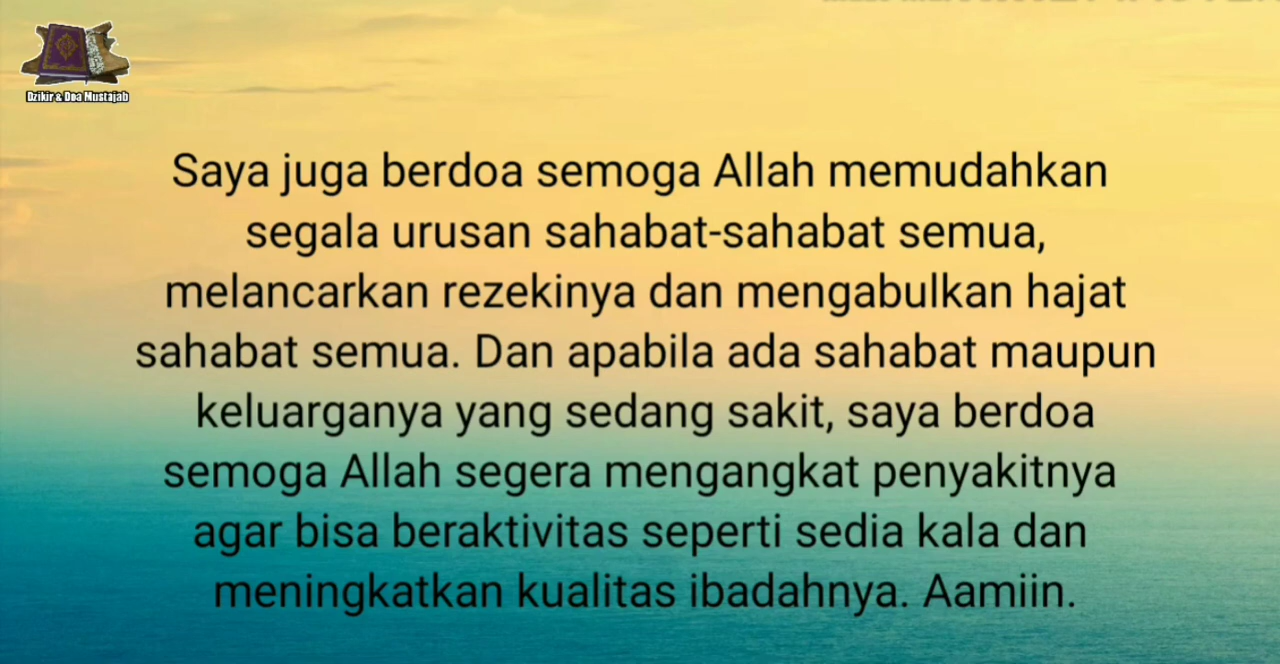 Dzikir & Doa Mustajab
Saya juga berdoa semoga Allah memudahkan
segala urusan sahabat-sahabat semua,
melancarkan rezekinya dan mengabulkan hajat
sahabat semua. Dan apabila ada sahabat maupun
keluarganya yang sedang sakit, saya berdoa
semoga Allah segera mengangkat penyakitnya
agar bisa beraktivitas seperti sedia kala dan
meningkatkan kualitas ibadahnya. Aamiin.